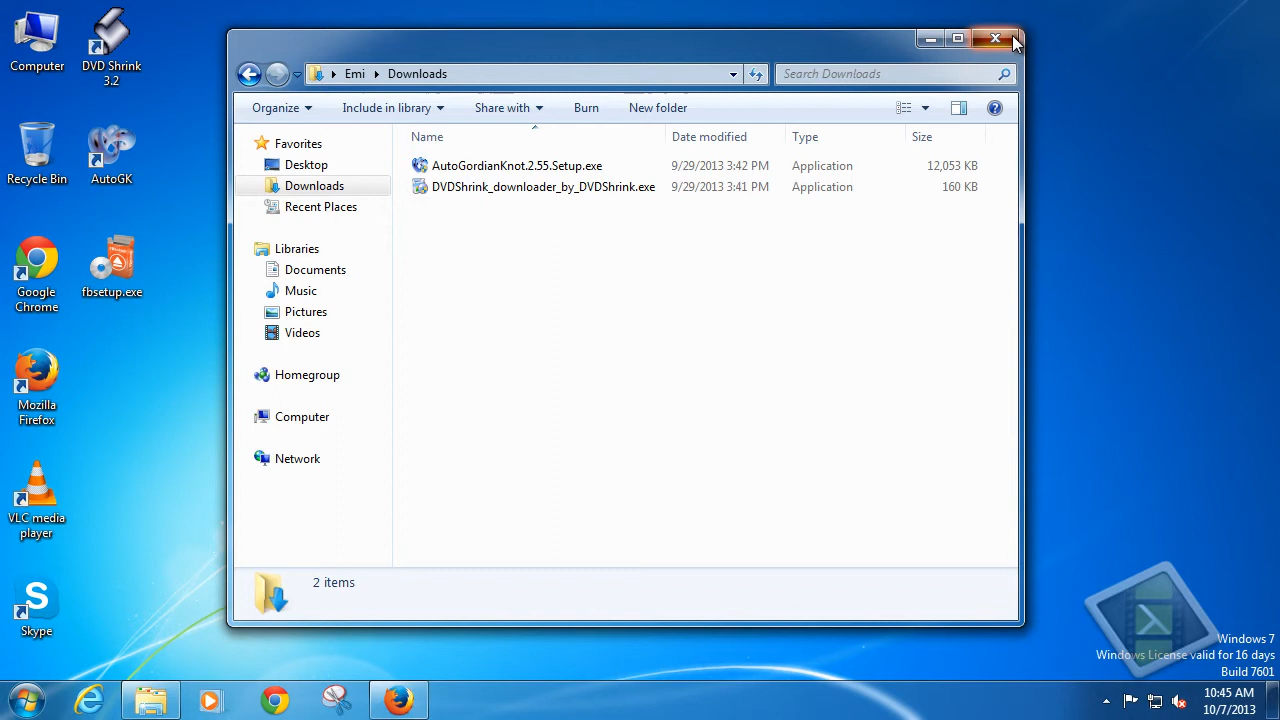 Computer
DVD Shrink
3.2
Recycle Bin
AutoGK
Google
Chrome
fbsetup.exe
Mozilla
Firefox
VLC media
player
Skype
Emi Downloads
Search Downloads
Organize Include in library Share with Burn New folder
Favorites
Desktop
Downloads
Recent Places
Libraries
Documents
Music
Pictures
Videos
Homegroup
Computer
Network
Name Date modified Type Size
AutoGordianKnot.2.55.Setup.exe 9/29/2013 3:42 PM Application 12,053 KB
DVDShrink_downloader_by_DVDShrink.exe 9/29/2013 3:41 PM Application 160 KB
2 items
Windows 7
Windows License valid for 16 days
Build 7601
10:45 AM
10/7/2013